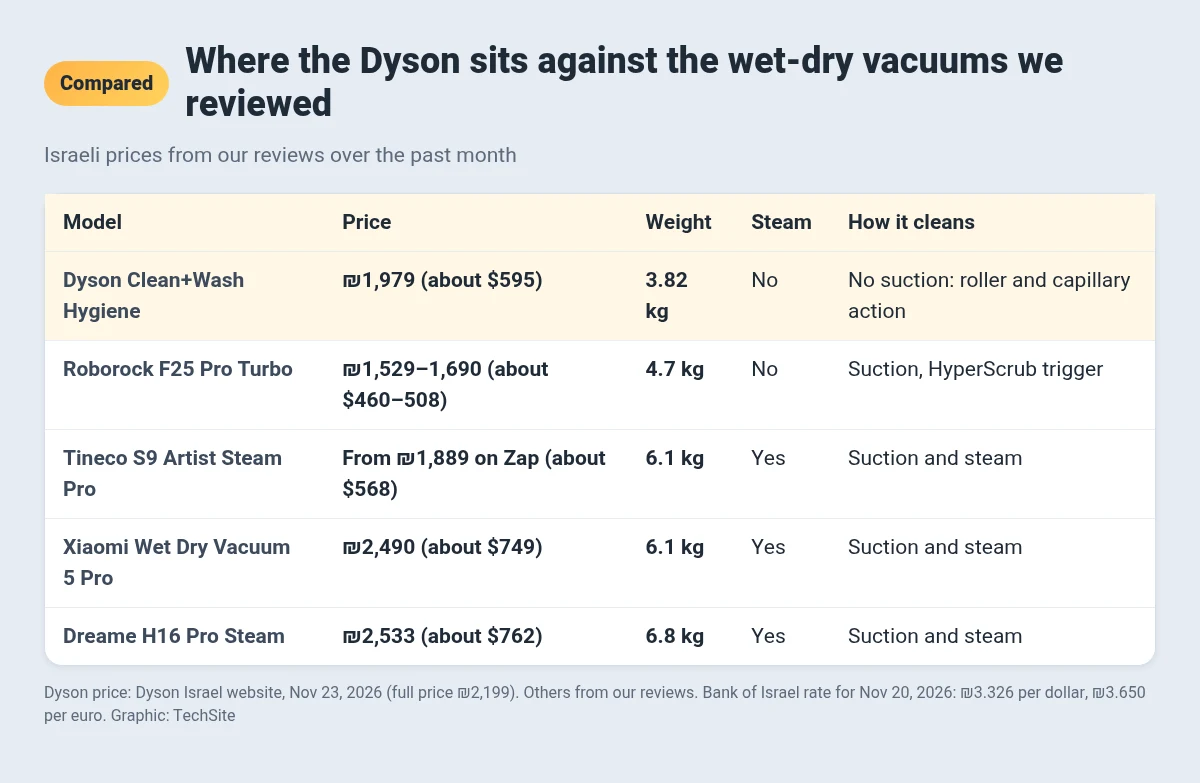 Compared
Where the Dyson sits against the wet-dry vacuums we
reviewed
Israeli prices from our reviews over the past month
Model Price Weight Steam How it cleans
Dyson Clean+Wash Hygiene ₪1,979 (about $595) 3.82 kg No No suction: roller and capillary action
Roborock F25 Pro Turbo ₪1,529–1,690 (about $460–508) 4.7 kg No Suction, HyperScrub trigger
Tineco S9 Artist Steam Pro From ₪1,889 on Zap (about $568) 6.1 kg Yes Suction and steam
Xiaomi Wet Dry Vacuum 5 Pro ₪2,490 (about $749) 6.1 kg Yes Suction and steam
Dreame H16 Pro Steam ₪2,533 (about $762) 6.8 kg Yes Suction and steam
Dyson price: Dyson Israel website, Nov 23, 2026 (full price ₪2,199). Others from our reviews. Bank of Israel rate for Nov 20, 2026: ₪3.326 per dollar, ₪3.650
per euro. Graphic: TechSite